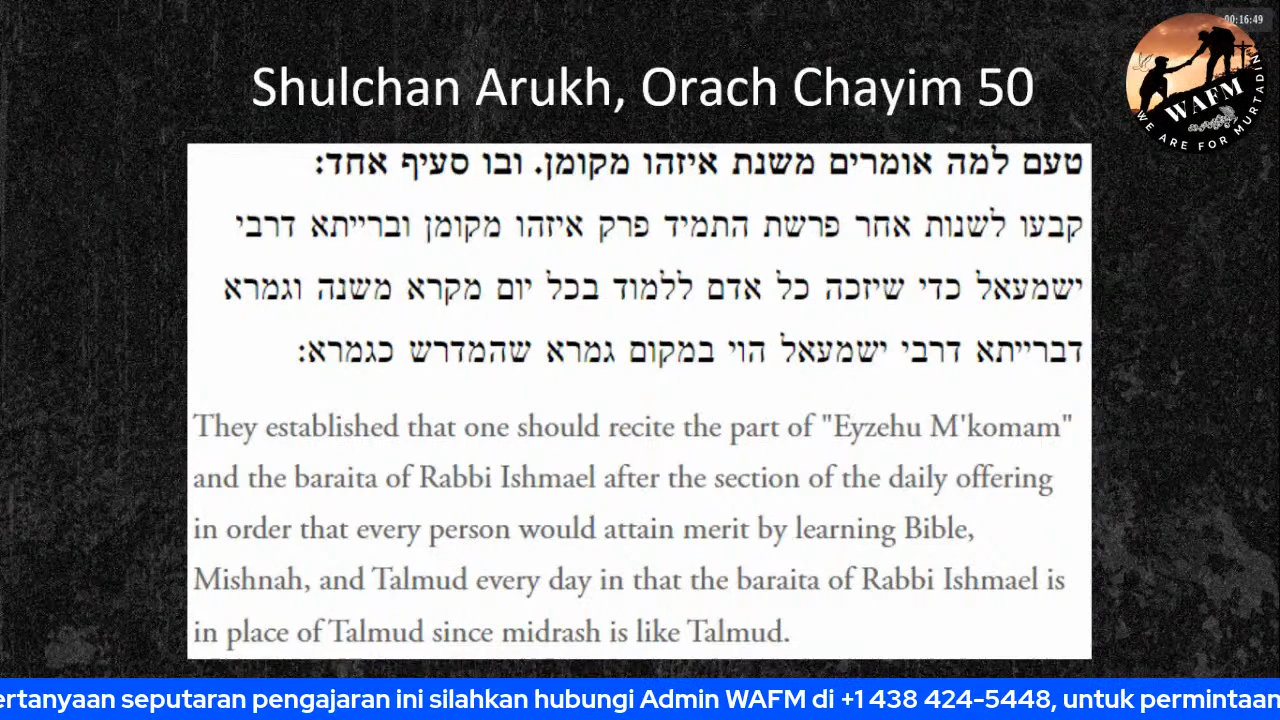 00:16:49
Shulchan Arukh, Orach Chayim 50
WAFM
WE ARE FOR MURTADIN
טעם למה אומרים משנת איזהו מקומן. ובו סעיף אחד:
קבעו לשנות אחר פרשת התמיד פרק איזהו מקומן וברייתא דרבי
ישמעאל כדי שיזכה כל אדם ללמוד בכל יום מקרא משנה וגמרא
דברייתא דרבי ישמעאל הוי במקום גמרא שהמדרש כגמרא:
They established that one should recite the part of "Eyzehu M'komam"
and the baraita of Rabbi Ishmael after the section of the daily offering
in order that every person would attain merit by learning Bible,
Mishnah, and Talmud every day in that the baraita of Rabbi Ishmael is
in place of Talmud since midrash is like Talmud.
ertanyaan seputaran pengajaran ini silahkan hubungi Admin WAFM di +1 438 424-5448, untuk permintaan